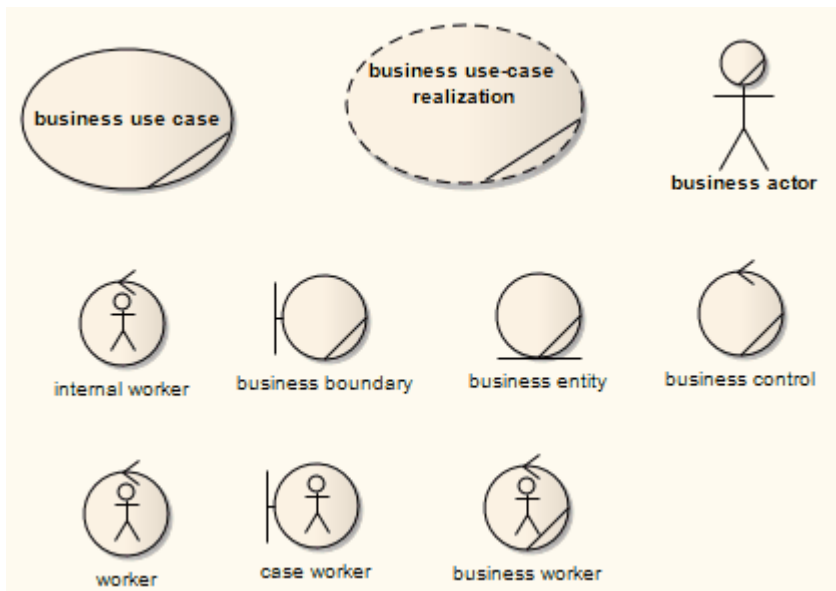 business use case
business use-case
realization
business actor
internal worker
business boundary
business entity
business control
worker
case worker
business worker